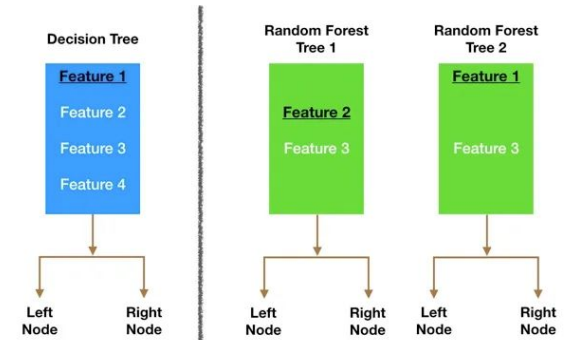 Decision Tree
Feature 1
Feature 2
Feature 3
Feature 4
Left
Node
Right
Node
Random Forest
Tree 1
Feature 2
Feature 3
Left
Node
Right
Node
Random Forest
Tree 2
Feature 1
Feature 3
Left
Node
Right
Node